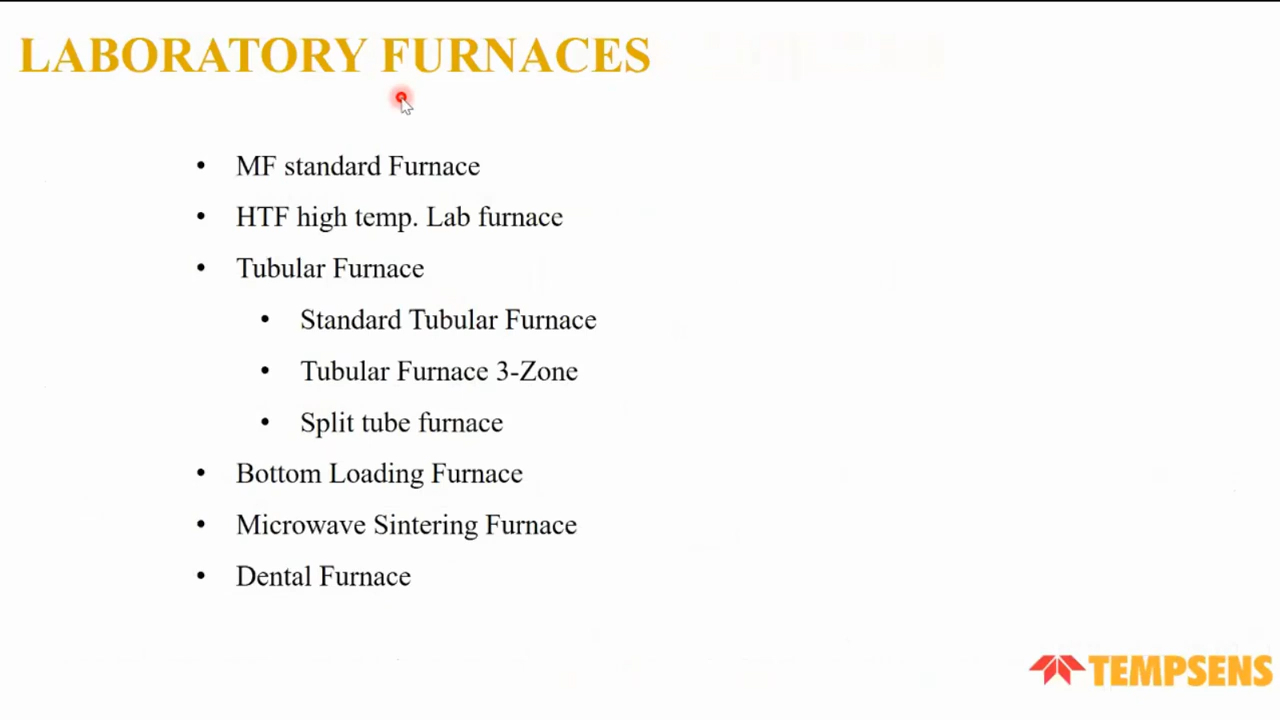 LABORATORY FURNACES
• MF standard Furnace
• HTF high temp. Lab furnace
• Tubular Furnace
• Standard Tubular Furnace
• Tubular Furnace 3-Zone
• Split tube furnace
• Bottom Loading Furnace
• Microwave Sintering Furnace
• Dental Furnace
TEMPSENS